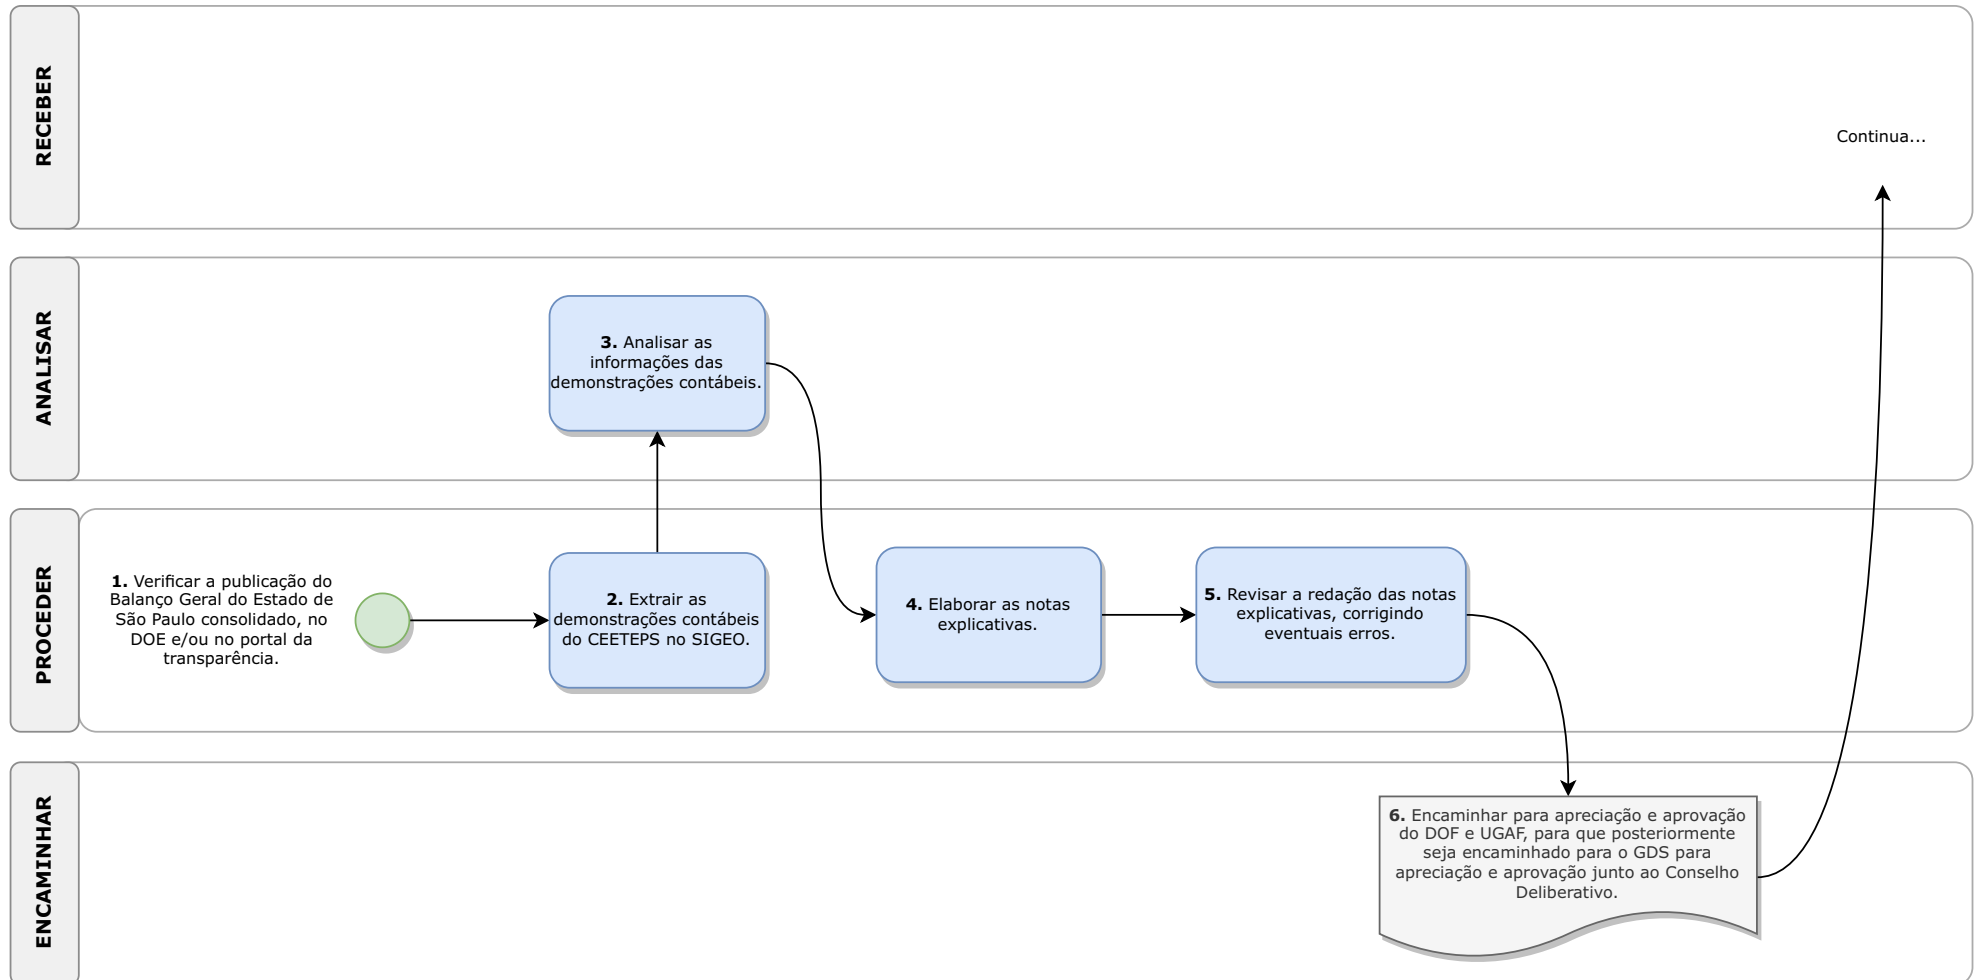 RECEBER
Continua...
ANALISAR
3. Analisar as
informações das
demonstrações contábeis.
PROCEDER
1. Verificar a publicação do
Balanço Geral do Estado de
São Paulo consolidado, no
DOE e/ou no portal da
transparência.
2. Extrair as
demonstrações contábeis
do CEETEPS no SIGEO.
4. Elaborar as notas
explicativas.
5. Revisar a redação das notas
explicativas, corrigindo
eventuais erros.
ENCAMINHAR
6. Encaminhar para apreciação e aprovação
do DOF e UGAF, para que posteriormente
seja encaminhado para o GDS para
apreciação e aprovação junto ao Conselho
Deliberativo.